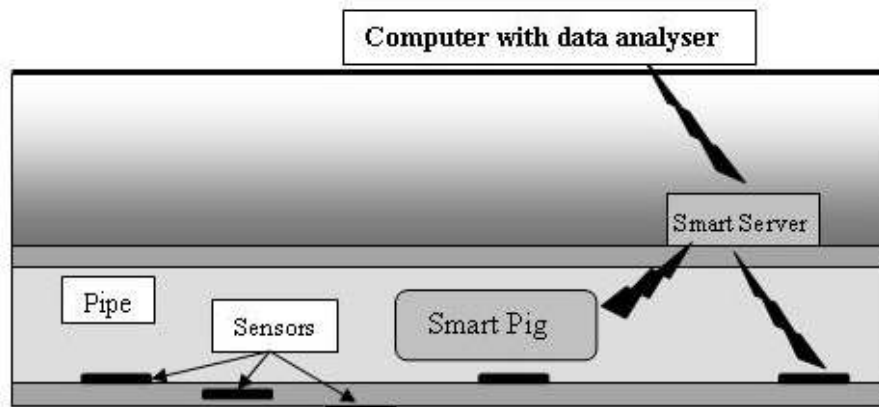 Computer with data analyser
Smart Server
Pipe
Sensors
Smart Pig